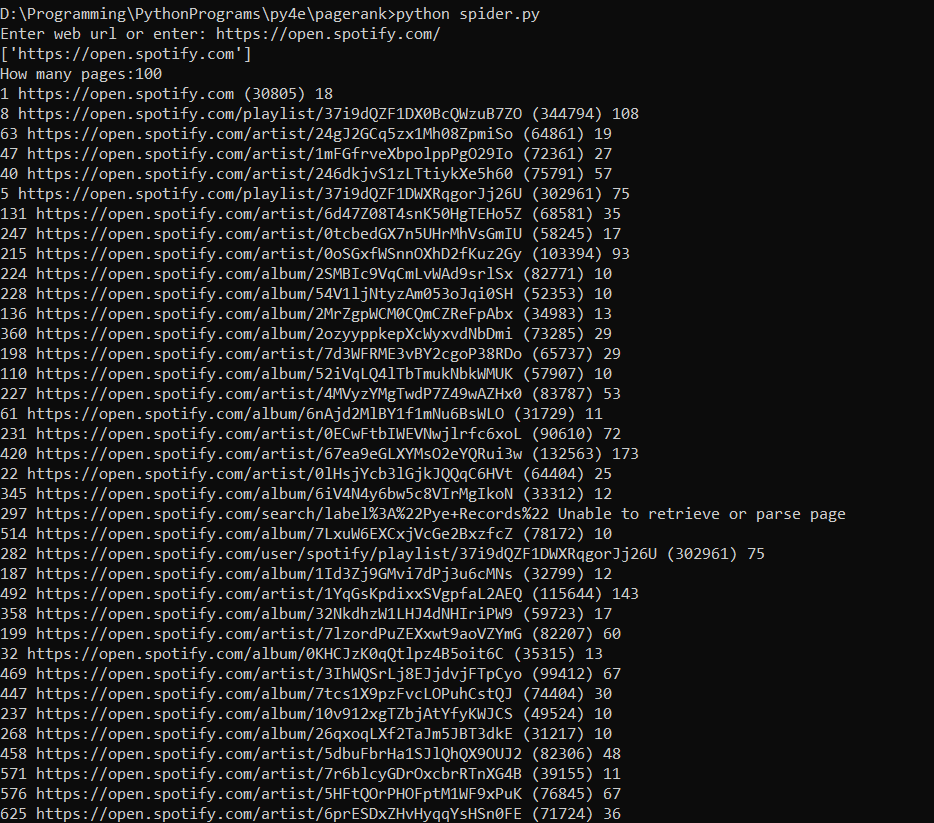 D:\Programming\PythonPrograms\py4e\pagerank>python spider.py
Enter web url or enter: https://open.spotify.com/
['https://open.spotify.com']
How many pages:100
1 https://open.spotify.com (30805) 18
8 https://open.spotify.com/playlist/37i9dQZF1DX0BcQWzuB7ZO (344794) 108
63 https://open.spotify.com/artist/24gJ2GCq5zx1Mh08ZpmiSo (64861) 19
47 https://open.spotify.com/artist/1mFGfrveXbpolppPgO29Io (72361) 27
40 https://open.spotify.com/artist/246dkjvS1zLTtiykXe5h60 (75791) 57
5 https://open.spotify.com/playlist/37i9dQZF1DWXRqgorJj26U (302961) 75
131 https://open.spotify.com/artist/6d47Z08T4snK50HgTEHo5Z (68581) 35
247 https://open.spotify.com/artist/0tcbedGX7n5UHrMhVsGmIU (58245) 17
215 https://open.spotify.com/artist/0oSGxfWSnnOXhD2fKuz2Gy (103394) 93
224 https://open.spotify.com/album/2SMBIc9VqCmLvWAd9srlSx (82771) 10
228 https://open.spotify.com/album/54V1ljNtyzAm053oJqi0SH (52353) 10
136 https://open.spotify.com/album/2MrZgpWCM0CQmCZReFpAbx (34983) 13
360 https://open.spotify.com/album/2ozyyppkepXcWyxvdNbDmi (73285) 29
198 https://open.spotify.com/artist/7d3WFRME3vBY2cgoP38RDo (65737) 29
110 https://open.spotify.com/album/52iVqLQ4lTbTmukNbkWMUK (57907) 10
227 https://open.spotify.com/artist/4MVyzYMgTwdP7Z49wAZHx0 (83787) 53
61 https://open.spotify.com/album/6nAjd2MlBY1f1mNu6BsWLO (31729) 11
231 https://open.spotify.com/artist/0ECwFtbIWEVNwjlrfc6xoL (90610) 72
420 https://open.spotify.com/artist/67ea9eGLXYMsO2eYQRui3w (132563) 173
22 https://open.spotify.com/artist/0lHsjYcb3lGjkJQQqC6HVt (64404) 25
345 https://open.spotify.com/album/6iV4N4y6bw5c8VIrMgIkoN (33312) 12
297 https://open.spotify.com/search/label%3A%22Pye+Records%22 Unable to retrieve or parse page
514 https://open.spotify.com/album/7LxuW6EXCxjVcGe2BxzfcZ (78172) 10
282 https://open.spotify.com/user/spotify/playlist/37i9dQZF1DWXRqgorJj26U (302961) 75
187 https://open.spotify.com/album/1Id3Zj9GMvi7dPj3u6cMNs (32799) 12
492 https://open.spotify.com/artist/1YqGsKpdixxSVgpfaL2AEQ (115644) 143
358 https://open.spotify.com/album/32NkdhzW1LHJ4dNHIriPW9 (59723) 17
199 https://open.spotify.com/artist/7lzordPuZEXxwt9aoVZYmG (82207) 60
32 https://open.spotify.com/album/0KHCJzK0qQtlpz4B5oit6C (35315) 13
469 https://open.spotify.com/artist/3IhWQSrLj8EJjdvjFTpCyo (99412) 67
447 https://open.spotify.com/album/7tcs1X9pzFvcLOPuhCstQJ (74404) 30
237 https://open.spotify.com/album/10v912xgTZbjAtYfyKWJCS (49524) 10
268 https://open.spotify.com/album/26qxoqLXf2TaJm5JBT3dkE (31217) 10
458 https://open.spotify.com/artist/5dbuFbrHa1SJlQhQX9OUJ2 (82306) 48
571 https://open.spotify.com/artist/7r6blcyGDrOxcbrRTnXG4B (39155) 11
576 https://open.spotify.com/artist/5HFtQOrPHOFptM1WF9xPuK (76845) 67
625 https://open.spotify.com/artist/6prESDxZHvHyqqYsHSn0FE (71724) 36